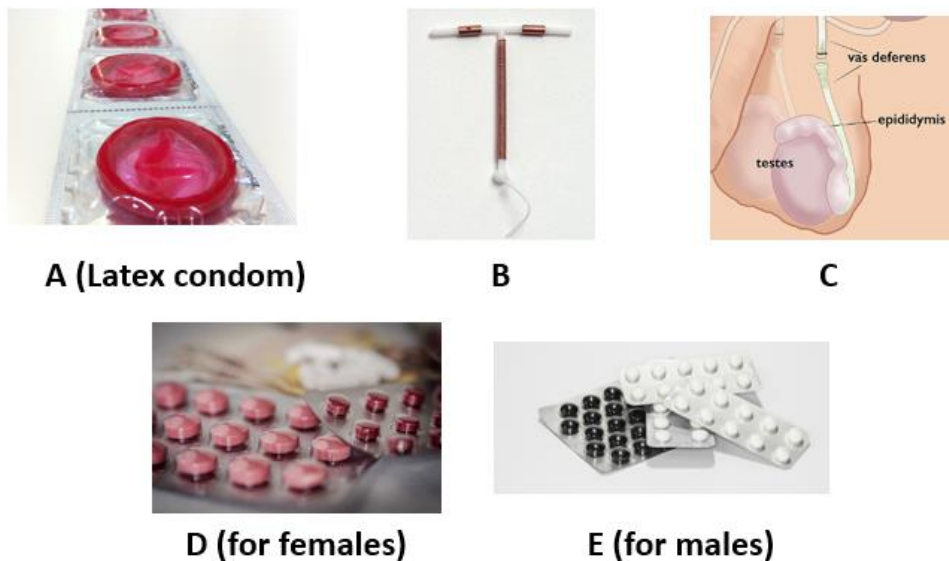 vas deferens
epididymis
testes
A (Latex condom)
B
C
D (for females)
E (for males)